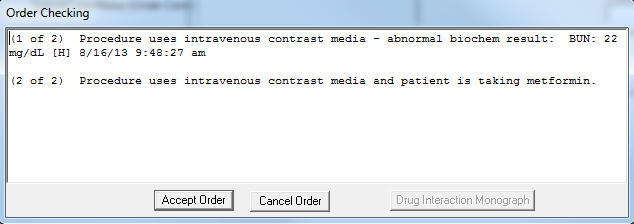 Order Checking
(1 of 2)  Procedure uses intravenous contrast media - abnormal biochem result:  BUN: 22
mg/dL [H] 8/16/13 9:48:27 am
(2 of 2)  Procedure uses intravenous contrast media and patient is taking metformin.
Accept Order Cancel Order Drug Interaction Monograph